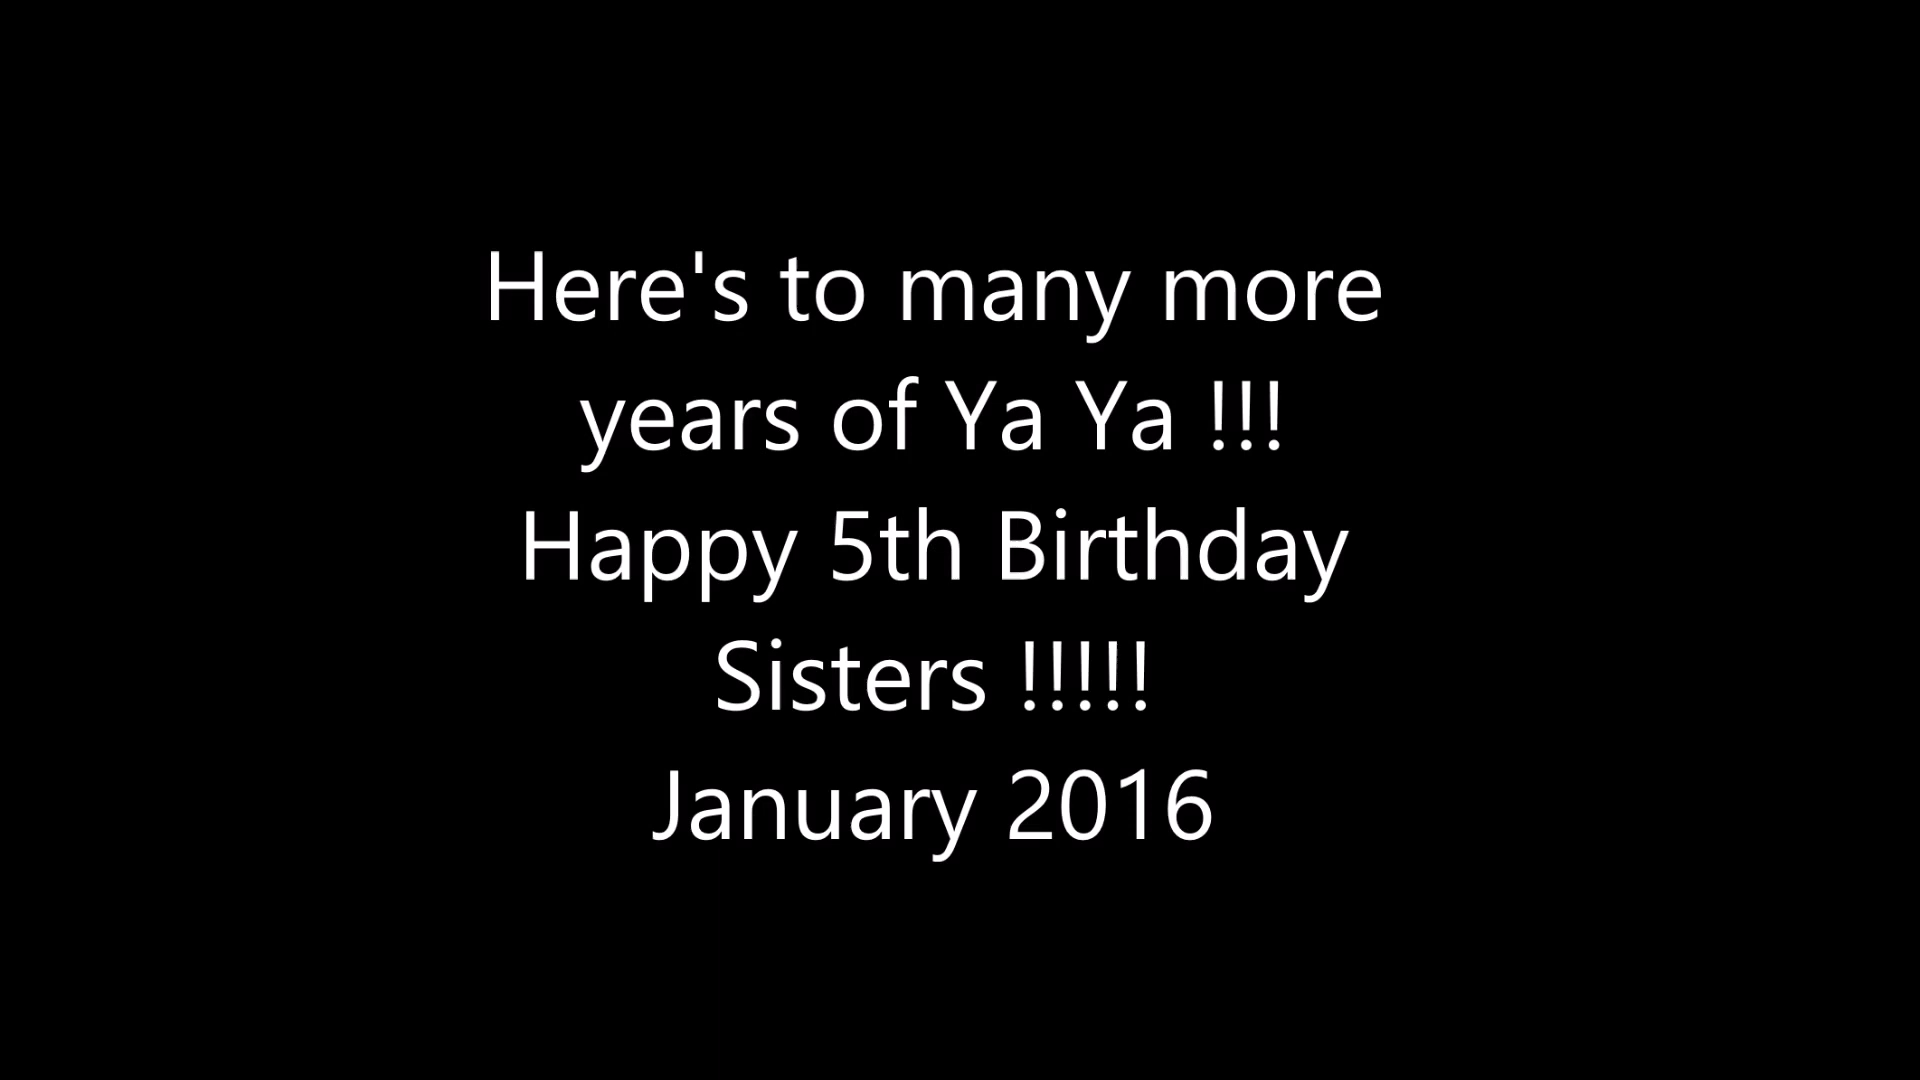 Here's to many more
years of Ya Ya !!!
Happy 5th Birthday
Sisters !!!!!
January 2016